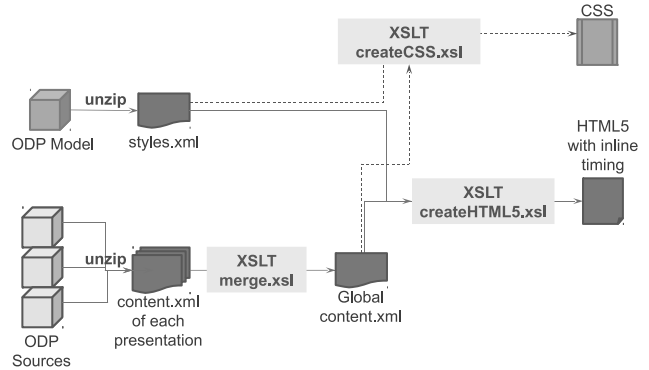 CSS
XSLT
createCSS.xsl
unzip
ODP Model
styles.xml
HTML5
with inline
timing
XSLT
createHTML5.xsl
unzip
XSLT
merge.xsl
content.xml
of each
presentation
Global
content.xml
ODP
Sources